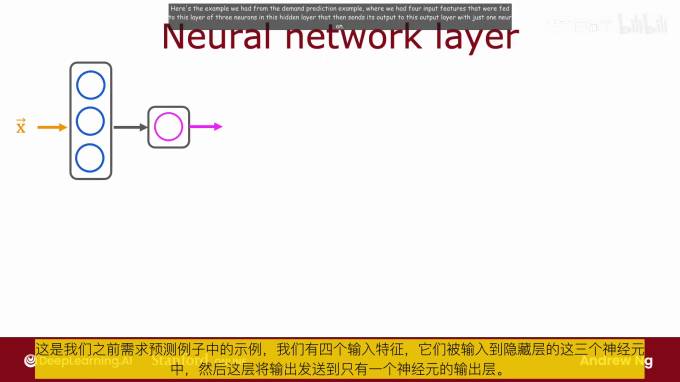 Here's the example we had from the demand prediction example, where we had four input features that were fed
to this layer of three neurons in this hidden layer that then sends its output to this output layer with just one neur
on.
Neural network layer
x
这是我们之前需求预测例子中的示例，我们有四个输入特征，它们被输入到隐藏层的这三个神经元
中，然后这层将输出发送到只有一个神经元的输出层。
DeepLearning.AI
Andrew Ng